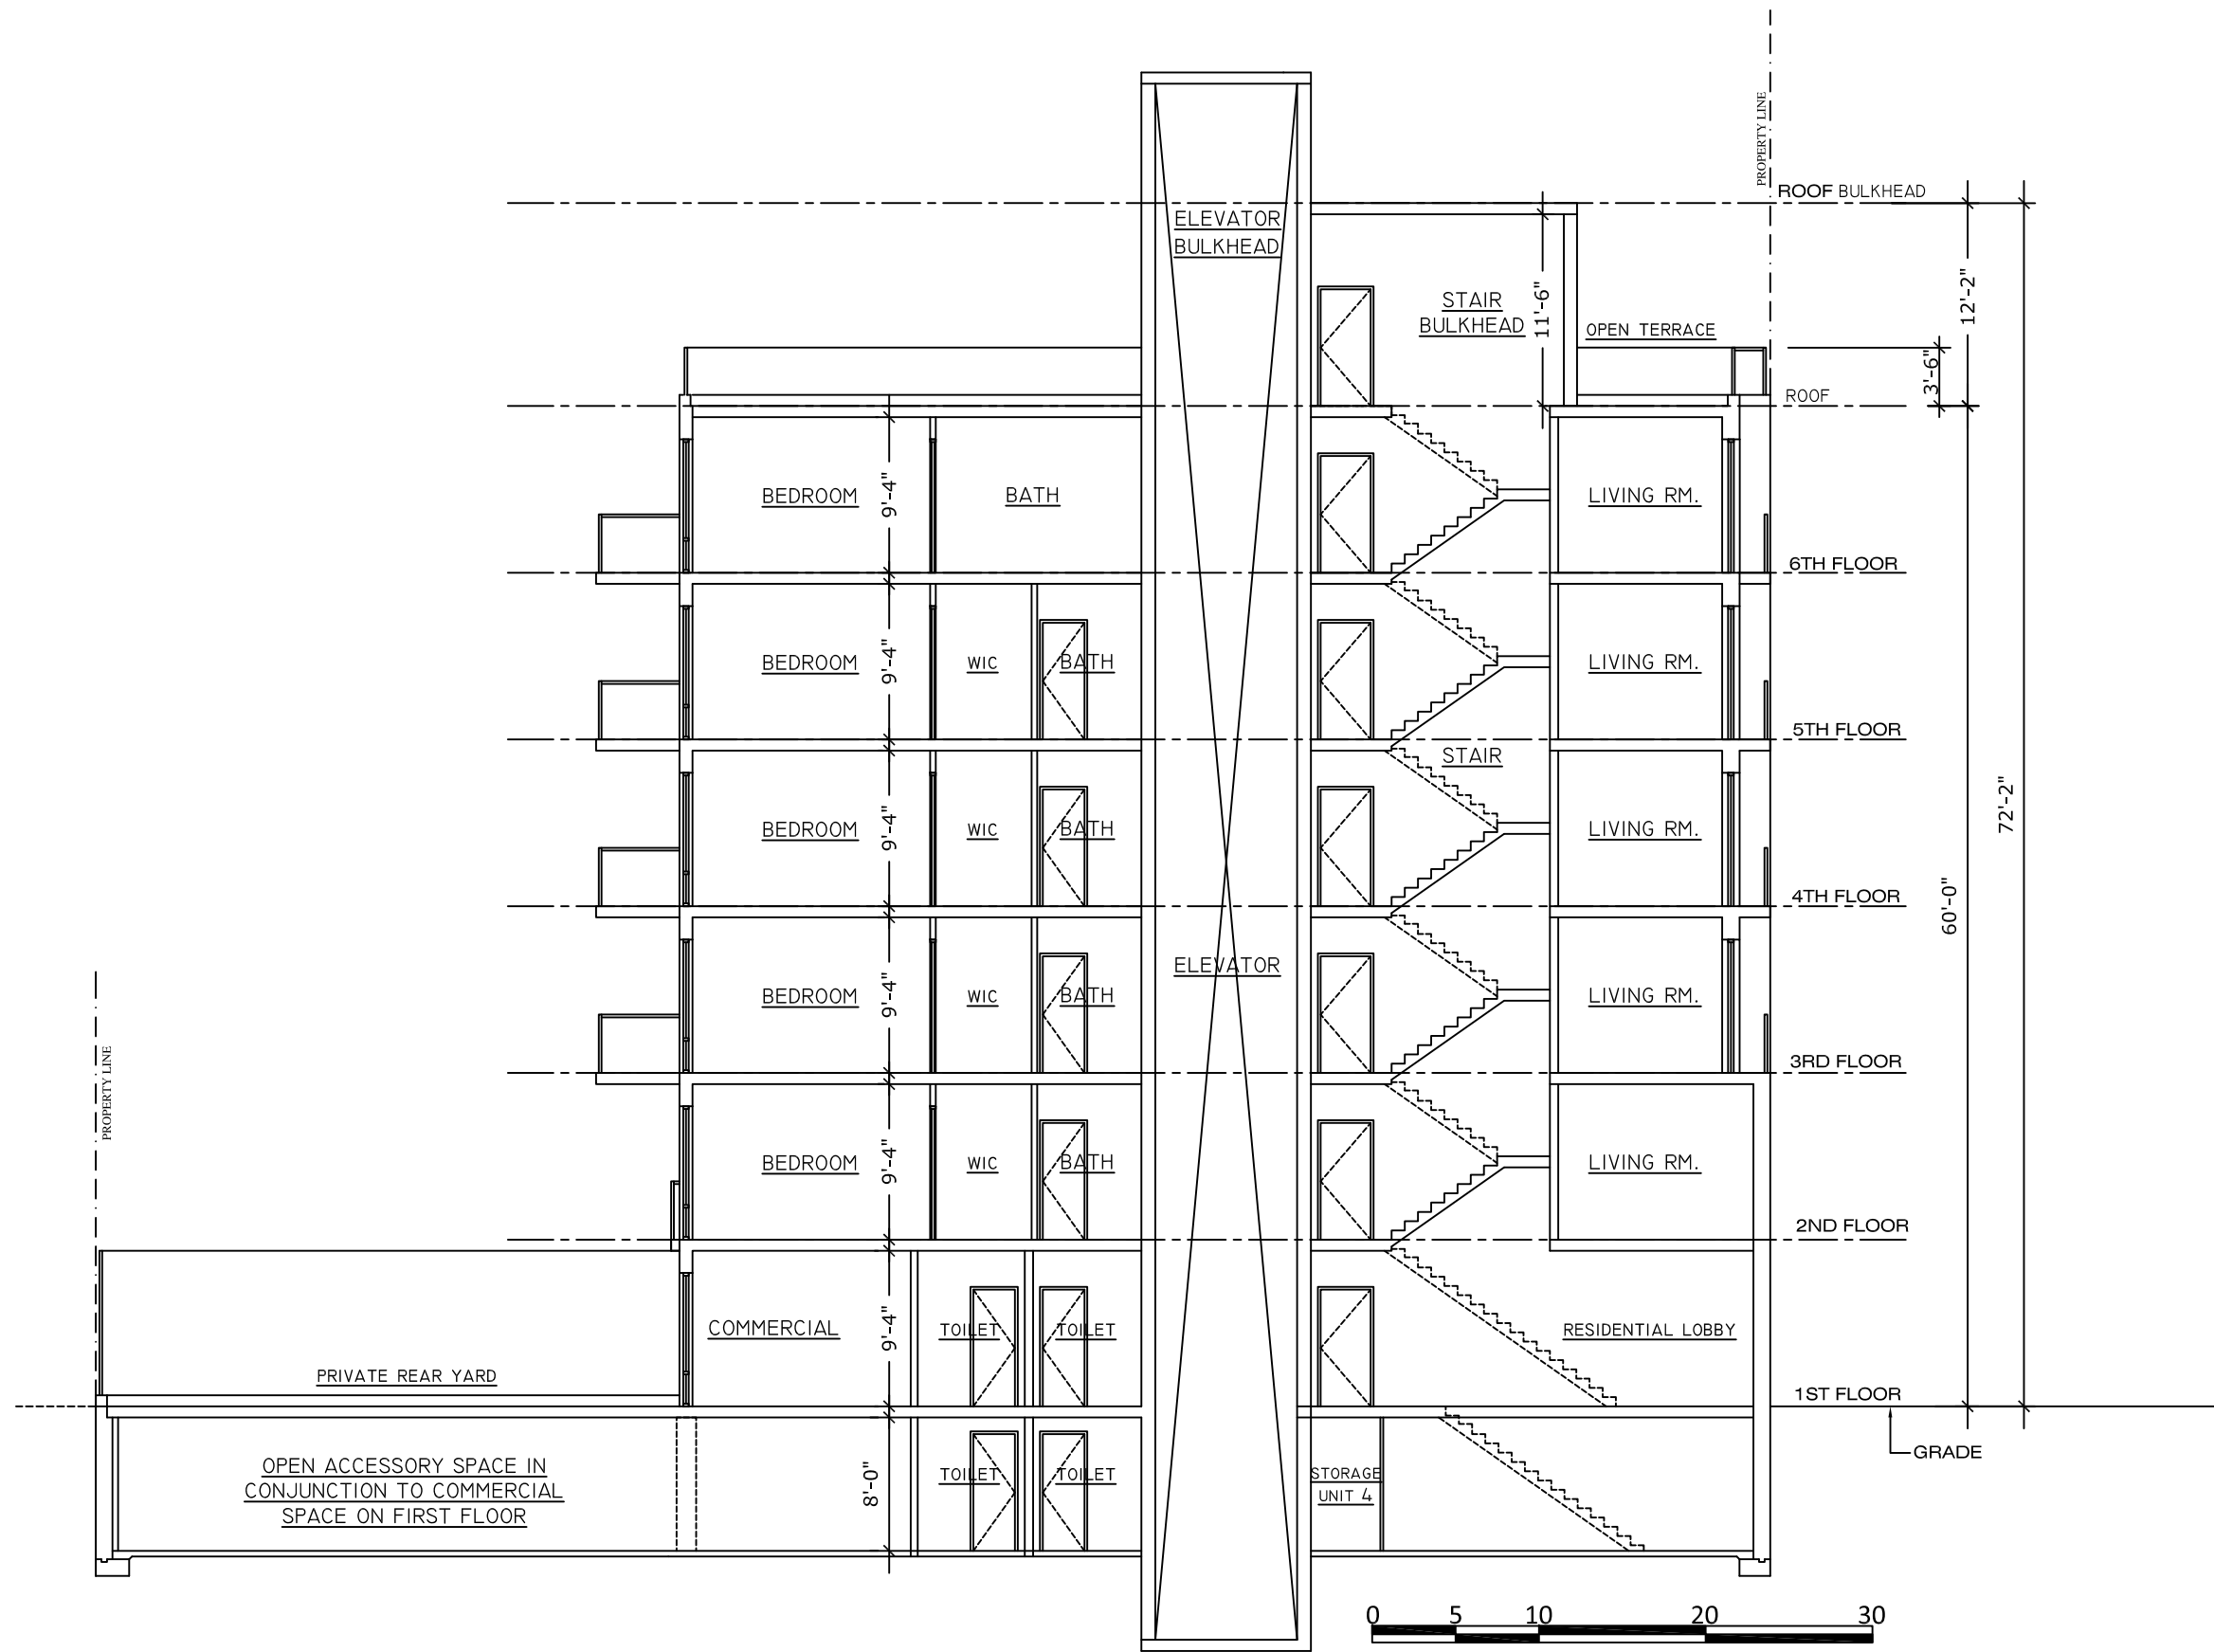 PROPERTY LINE
ROOF BULKHEAD
ELEVATOR
BULKHEAD
STAIR
BULKHEAD
11'-6"
12'-2"
OPEN TERRACE
3'-6"
ROOF
BEDROOM
9'-4"
BATH
LIVING RM.
6TH FLOOR
BEDROOM
9'-4"
WIC
BATH
LIVING RM.
5TH FLOOR
STAIR
72'-2"
BEDROOM
9'-4"
WIC
BATH
LIVING RM.
4TH FLOOR
60'-0"
ELEVATOR
BEDROOM
9'-4"
WIC
BATH
LIVING RM.
3RD FLOOR
PROPERTY LINE
BEDROOM
9'-4"
WIC
BATH
LIVING RM.
2ND FLOOR
COMMERCIAL
9'-4"
TOILET
TOILET
RESIDENTIAL LOBBY
PRIVATE REAR YARD
1ST FLOOR
GRADE
OPEN ACCESSORY SPACE IN
CONJUNCTION TO COMMERCIAL
SPACE ON FIRST FLOOR
8'-0"
TOILET
TOILET
STORAGE
UNIT 4
0 5 10 20 30